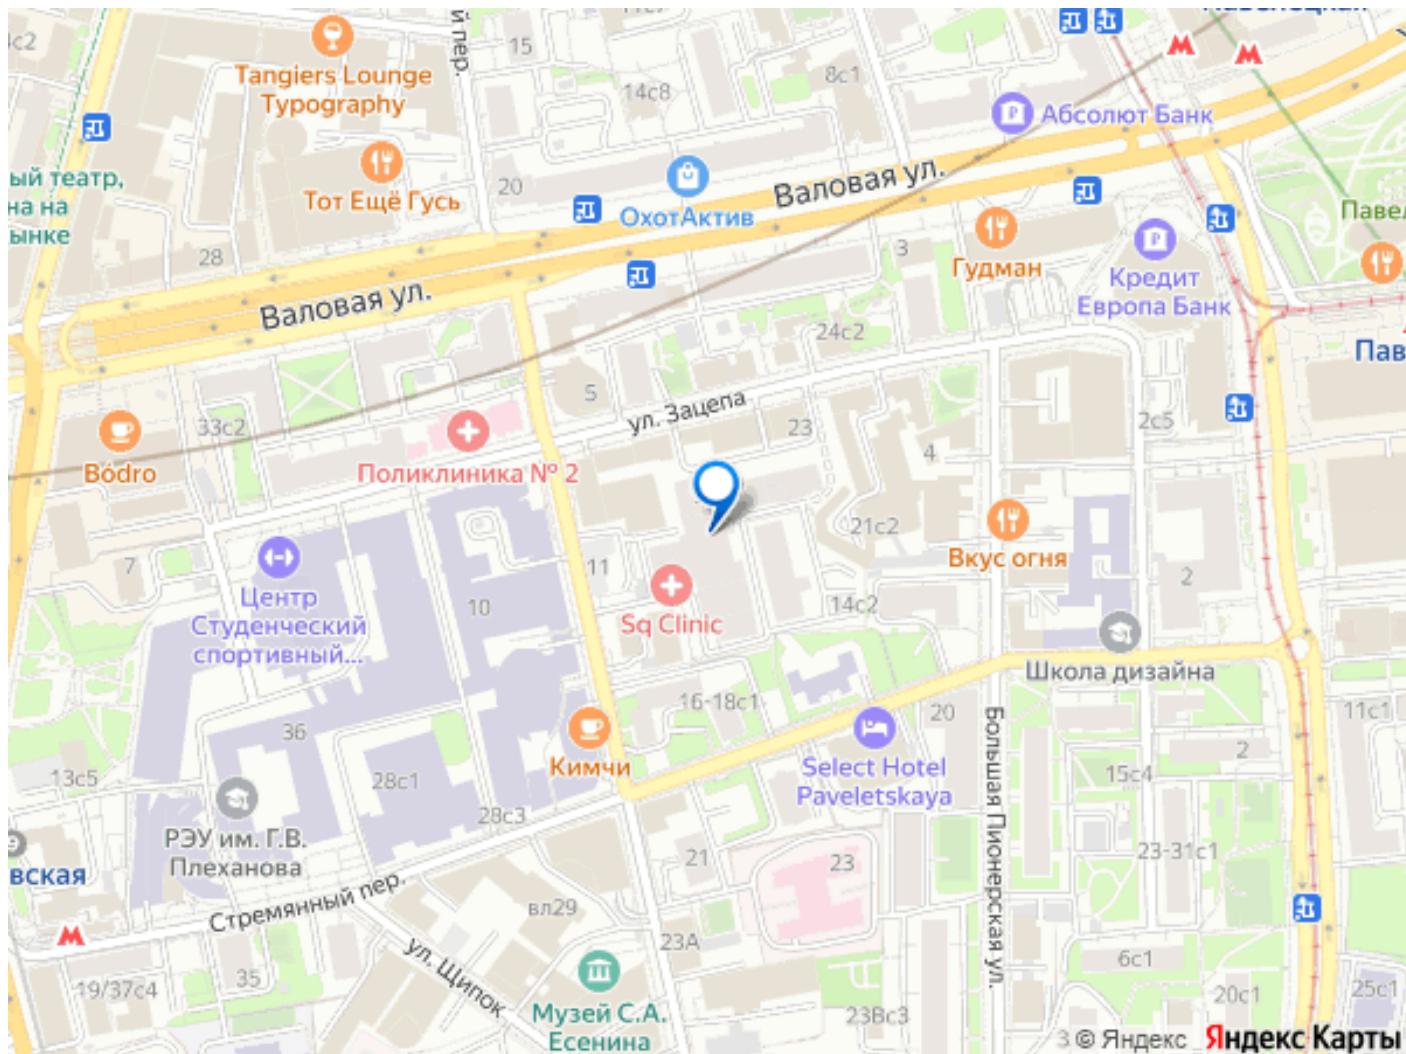 15
8с1
Tangiers Lounge
Typography
14с8
Абсолют Банк
ый театр,
на на
ынке
Тот Ещё Гусь
20
ОхотАктив
Валовая ул.
28
3
Гудман
Кредит
Европа Банк
Павел
Валовая ул.
24с2
Пав
5
ул. Зацепа
23
33с2
2с5
Bódro
Поликлиника № 2
4
21с2
Вкус огня
7
11
Центр
Студенческий
спортивный...
10
Sq Clinic
14с2
2
Школа дизайна
16-18с1
20
11с1
36
Кимчи
Select Hotel
Paveletskaya
Большая Пионерская ул.
2
13с5
28с1
15с4
28с3
РЭУ им. Г.В.
Плеханова
21
23
23-31с1
вская
Стремянный пер.
вл29
23А
6с1
35
ул. Щипок
19/37с4
Музей С.А.
Есенина
23Вс3
20с1
25с1
3
© Яндекс Яндекс Карты